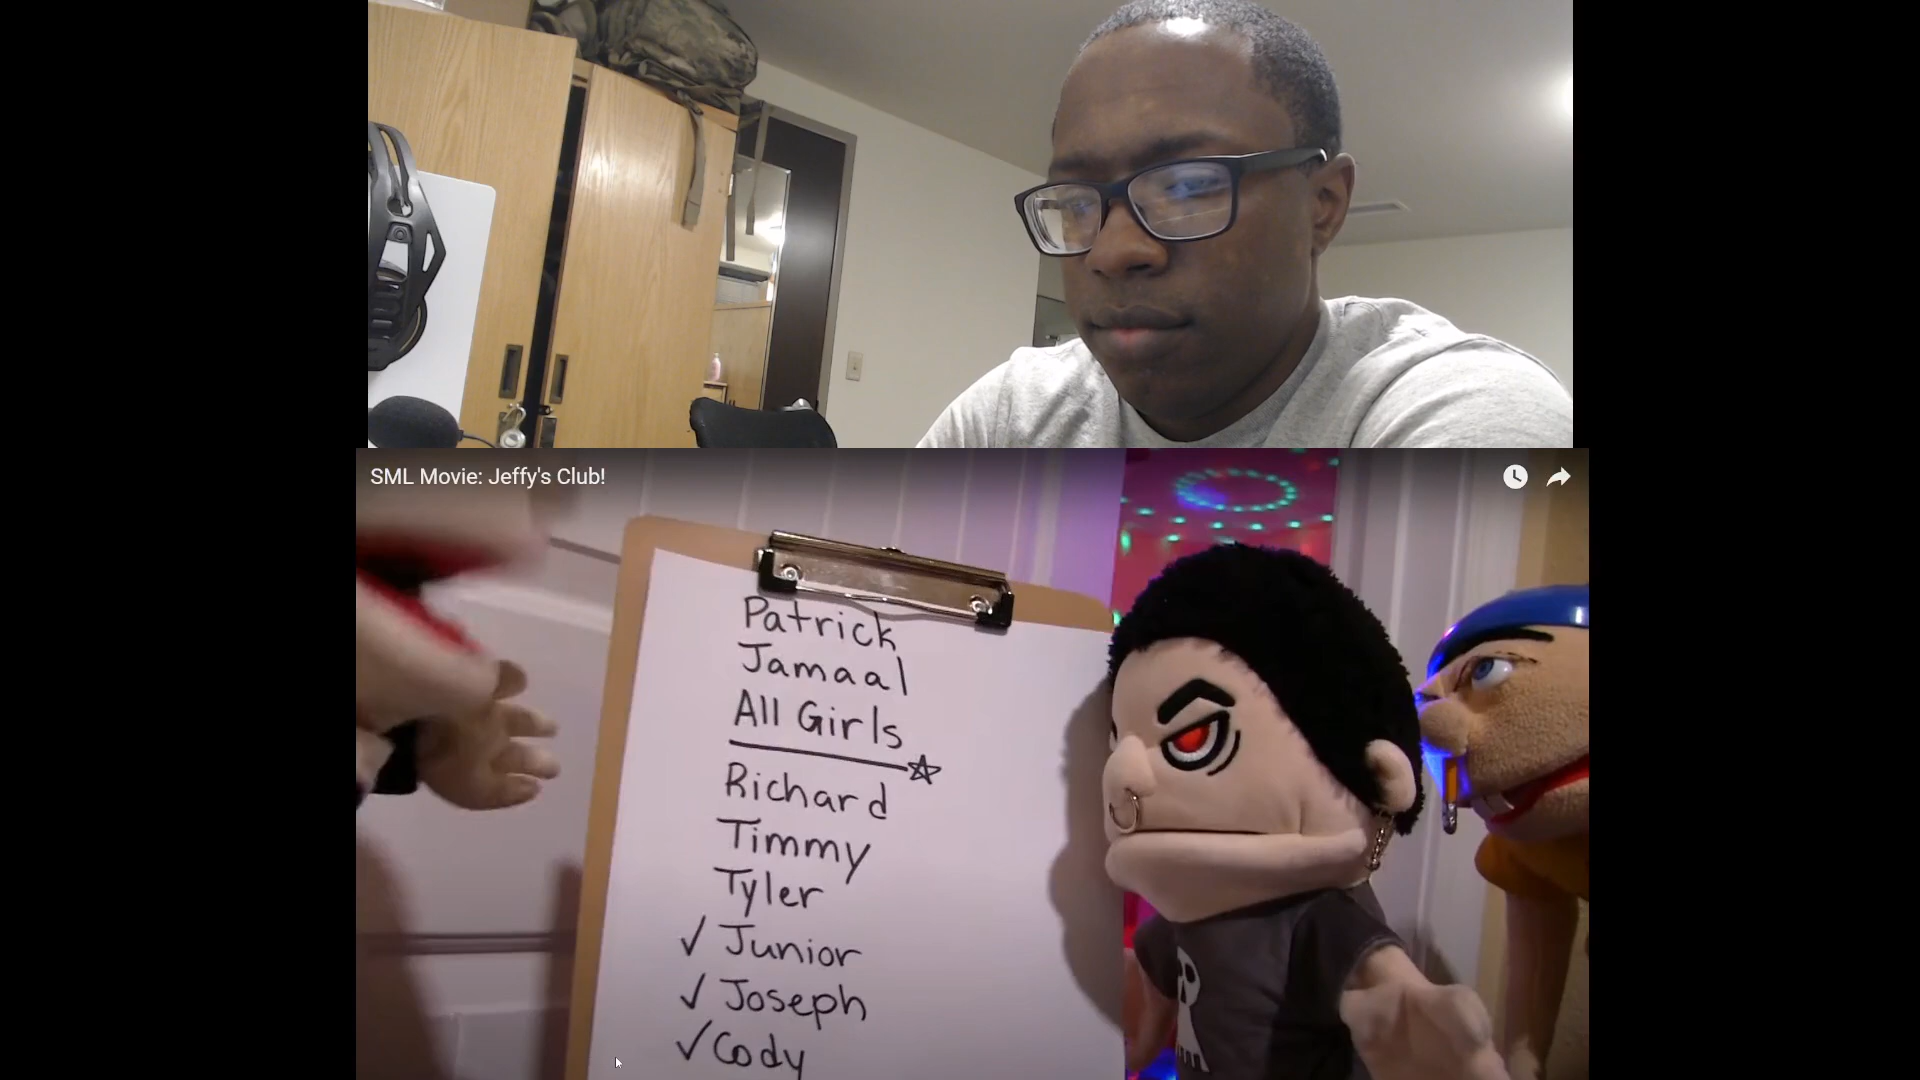 SML Movie: Jeffy's Club!
Patrick
Jamaal
All Girls
Richard
Timmy
Tyler
✓ Junior
✓ Joseph
✓ Cody